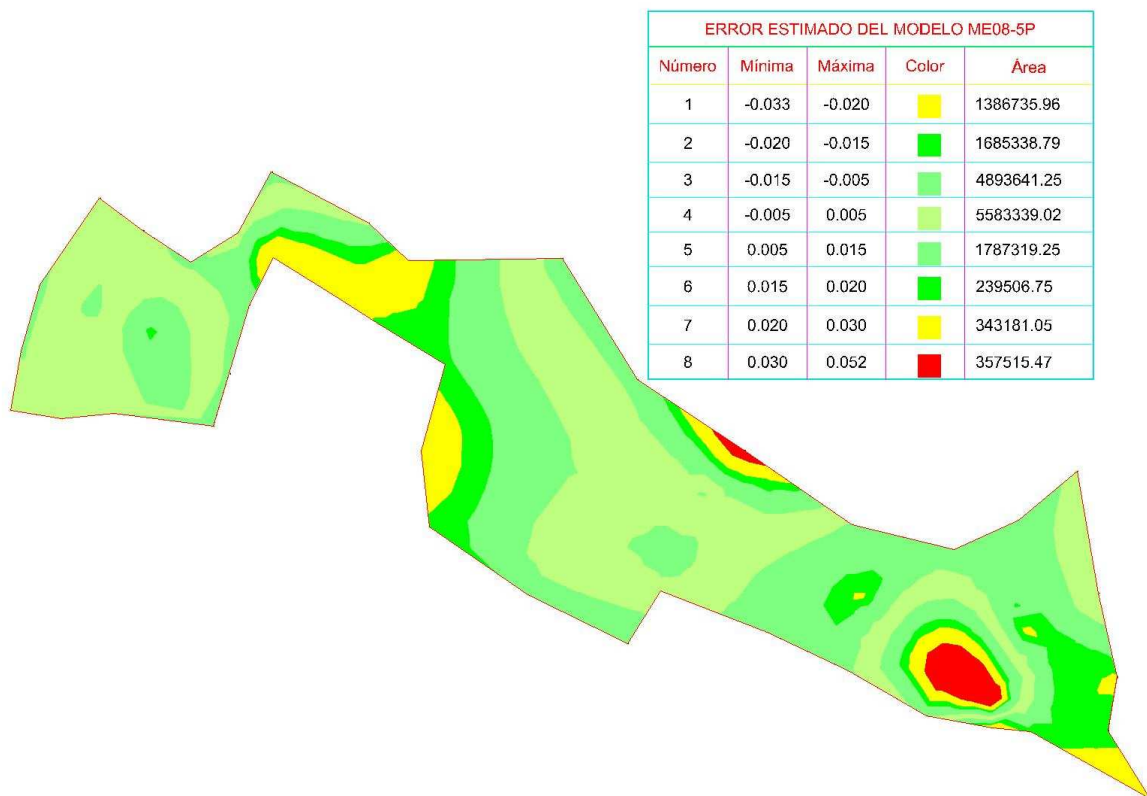 ERROR ESTIMADO DEL MODELO ME08-5P
Número Mínima Máxima Color Área
1 -0.033 -0.020 1386735.96
2 -0.020 -0.015 1685338.79
3 -0.015 -0.005 4893641.25
4 -0.005 0.005 5583339.02
5 0.005 0.015 1787319.25
6 0.015 0.020 239506.75
7 0.020 0.030 343181.05
8 0.030 0.052 357515.47